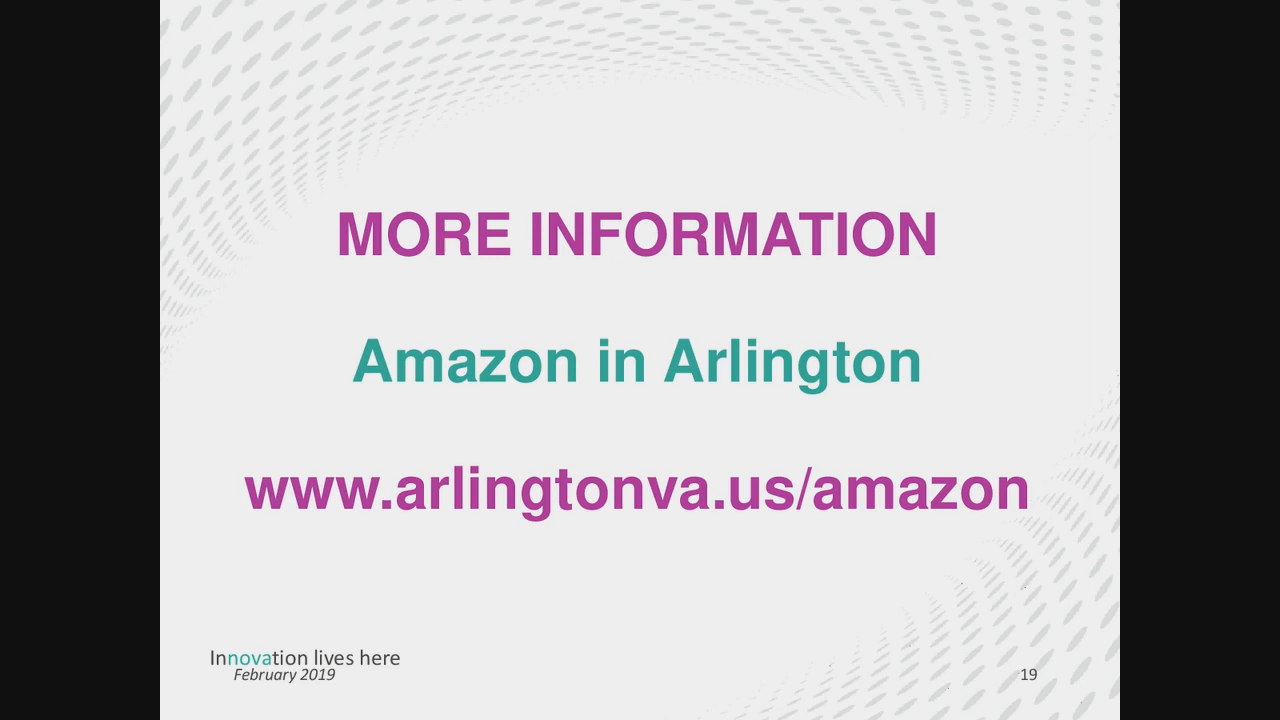 MORE INFORMATION
Amazon in Arlington
www.arlingtonva.us/amazon
Innovation lives here
February 2019
19